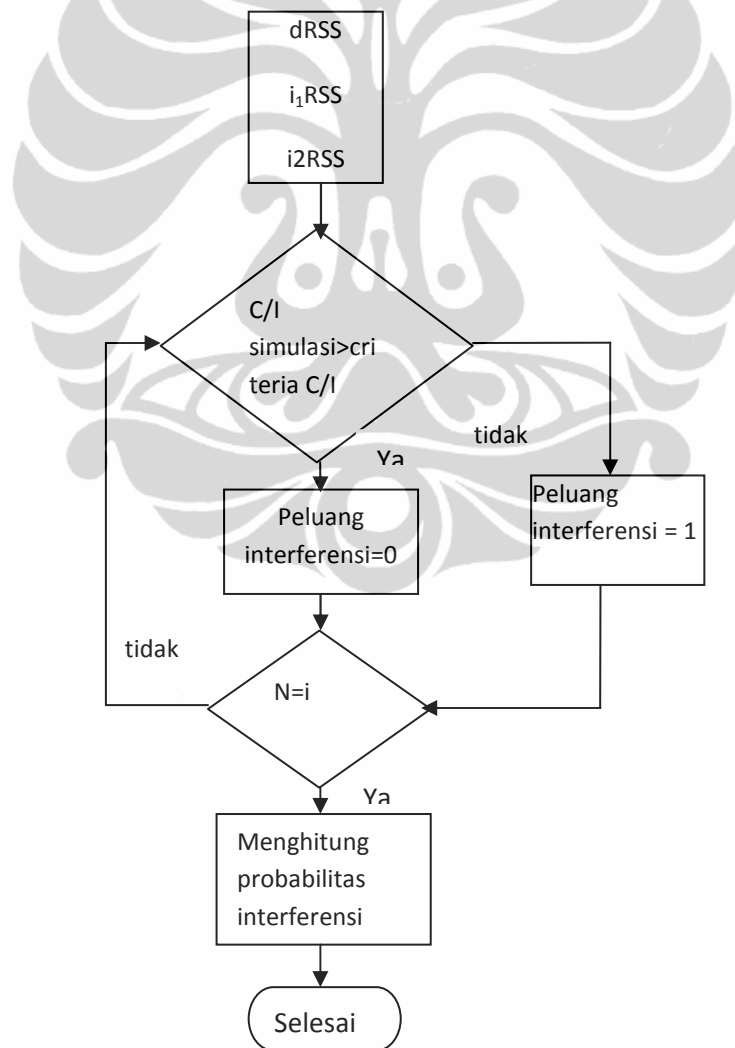 dRSS
i₁RSS
i2RSS
C/I
simulasi>cri
teria C/I
tidak
Ya
Peluang
interferensi=0
Peluang
interferensi = 1
tidak
N=i
Ya
Menghitung
probabilitas
interferensi
Selesai